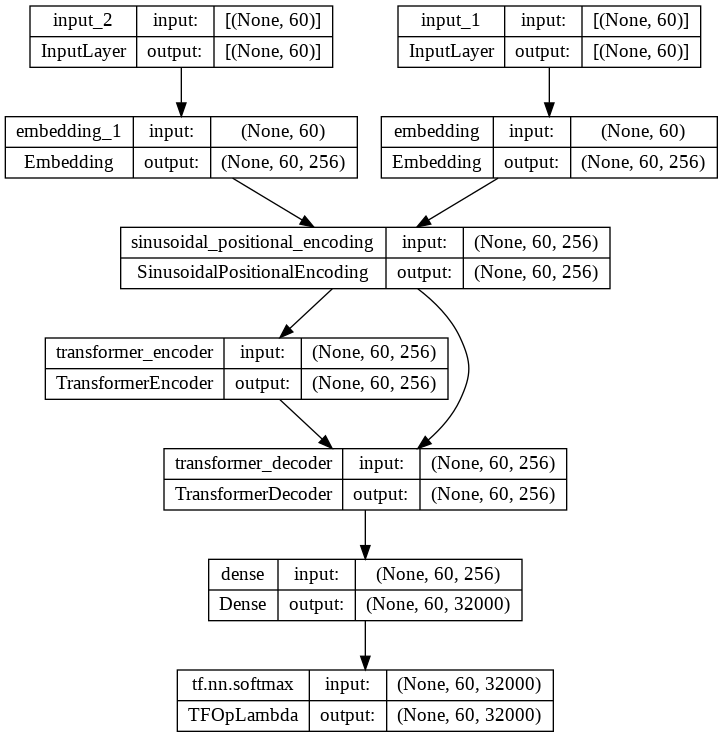 input_2 input: [(None, 60)]
InputLayer output: [(None, 60)]
input_1 input: [(None, 60)]
InputLayer output: [(None, 60)]
embedding_1 input: (None, 60)
Embedding output: (None, 60, 256)
embedding input: (None, 60)
Embedding output: (None, 60, 256)
sinusoidal_positional_encoding input: (None, 60, 256)
SinusoidalPositionalEncoding output: (None, 60, 256)
transformer_encoder input: (None, 60, 256)
TransformerEncoder output: (None, 60, 256)
transformer_decoder input: (None, 60, 256)
TransformerDecoder output: (None, 60, 256)
dense input: (None, 60, 256)
Dense output: (None, 60, 32000)
tf.nn.softmax input: (None, 60, 32000)
TFOpLambda output: (None, 60, 32000)